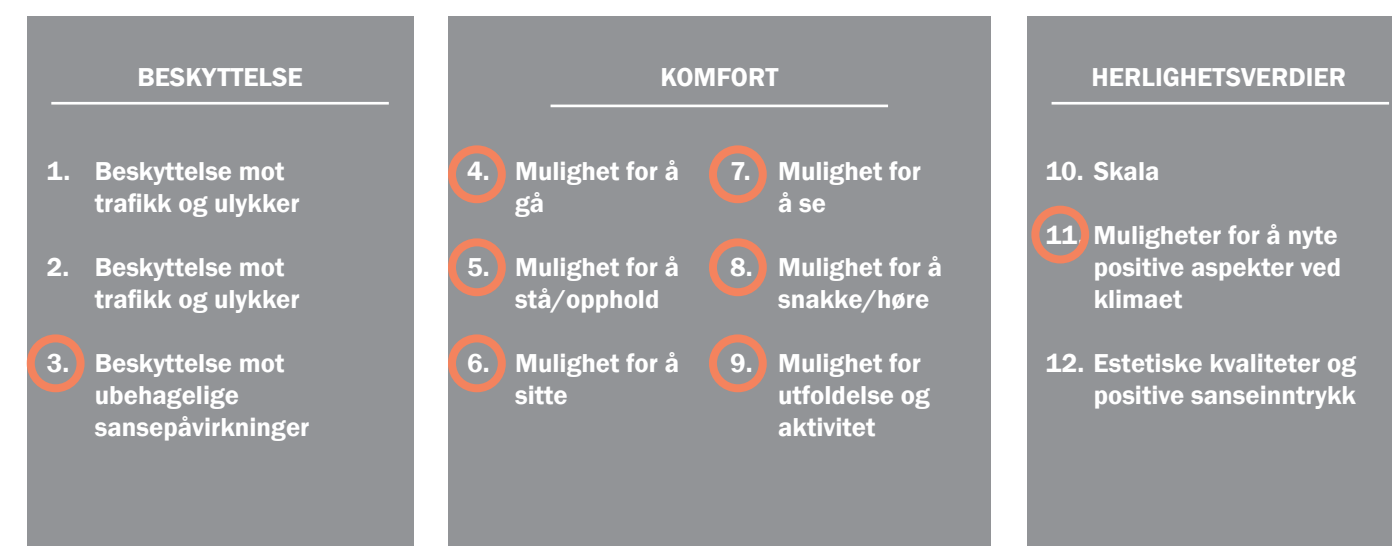 BESKYTTELSE
1. Beskyttelse mot
trafikk og ulykker
2. Beskyttelse mot
trafikk og ulykker
3. Beskyttelse mot
ubehagelige
sansepåvirkninger
KOMFORT
4. Mulighet for å
gå
5. Mulighet for å
stå/opphold
6. Mulighet for å
sitte
7. Mulighet for
å se
8. Mulighet for å
snakke/høre
9. Mulighet for
utfoldelse og
aktivitet
HERLIGHETSVERDIER
10. Skala
11. Muligheter for å nyte
positive aspekter ved
klimaet
12. Estetiske kvaliteter og
positive sanseinntrykk